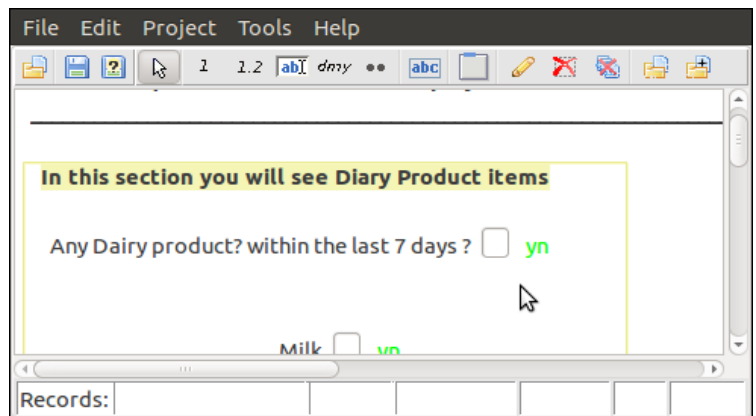 File Edit Project Tools Help
1 1.2 ab dmy abc
In this section you will see Diary Product items
Any Dairy product? within the last 7 days ? yn
Milk yn
Records: